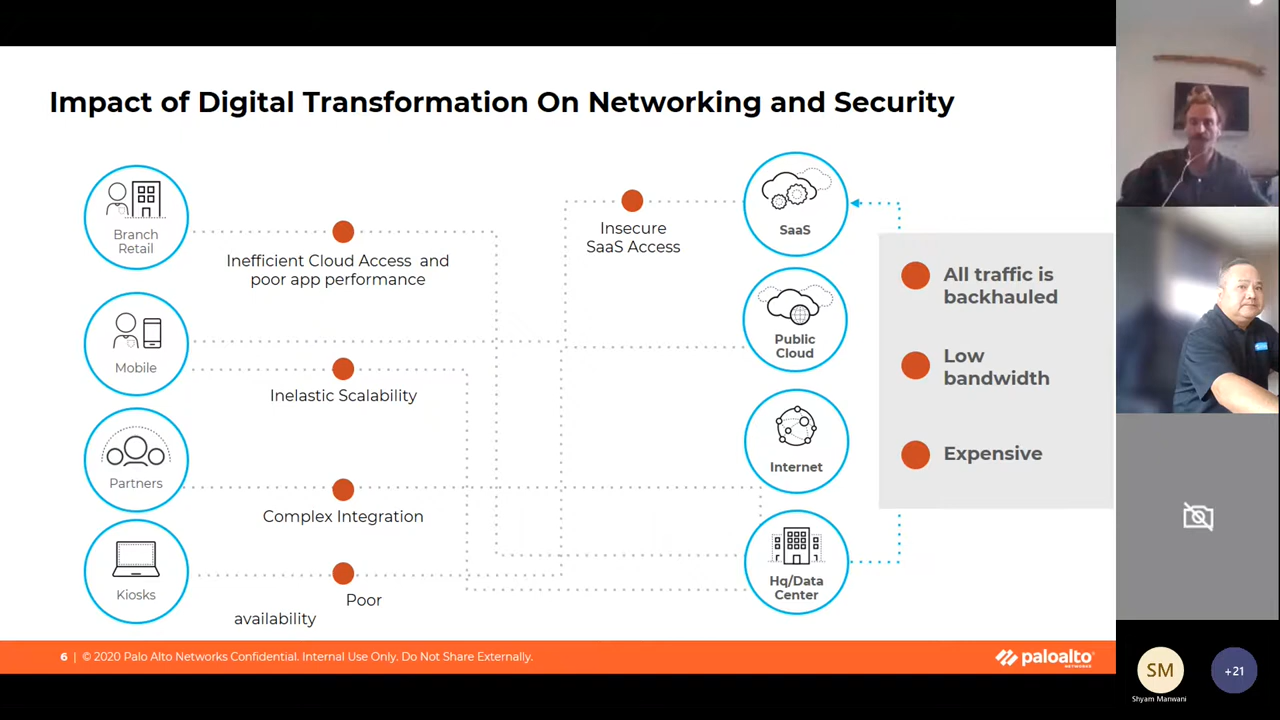 Impact of Digital Transformation On Networking and Security
Branch
Retail
Inefficient Cloud Access and
poor app performance
Insecure
SaaS Access
SaaS
All traffic is
backhauled
Mobile
Inelastic Scalability
Public
Cloud
Low
bandwidth
Partners
Complex Integration
Internet
Expensive
Kiosks
Poor
availability
Hq/Data
Center
6 | © 2020 Palo Alto Networks Confidential. Internal Use Only. Do Not Share Externally.
paloalto
NETWORKS
SM
Shyam Manwani
+21